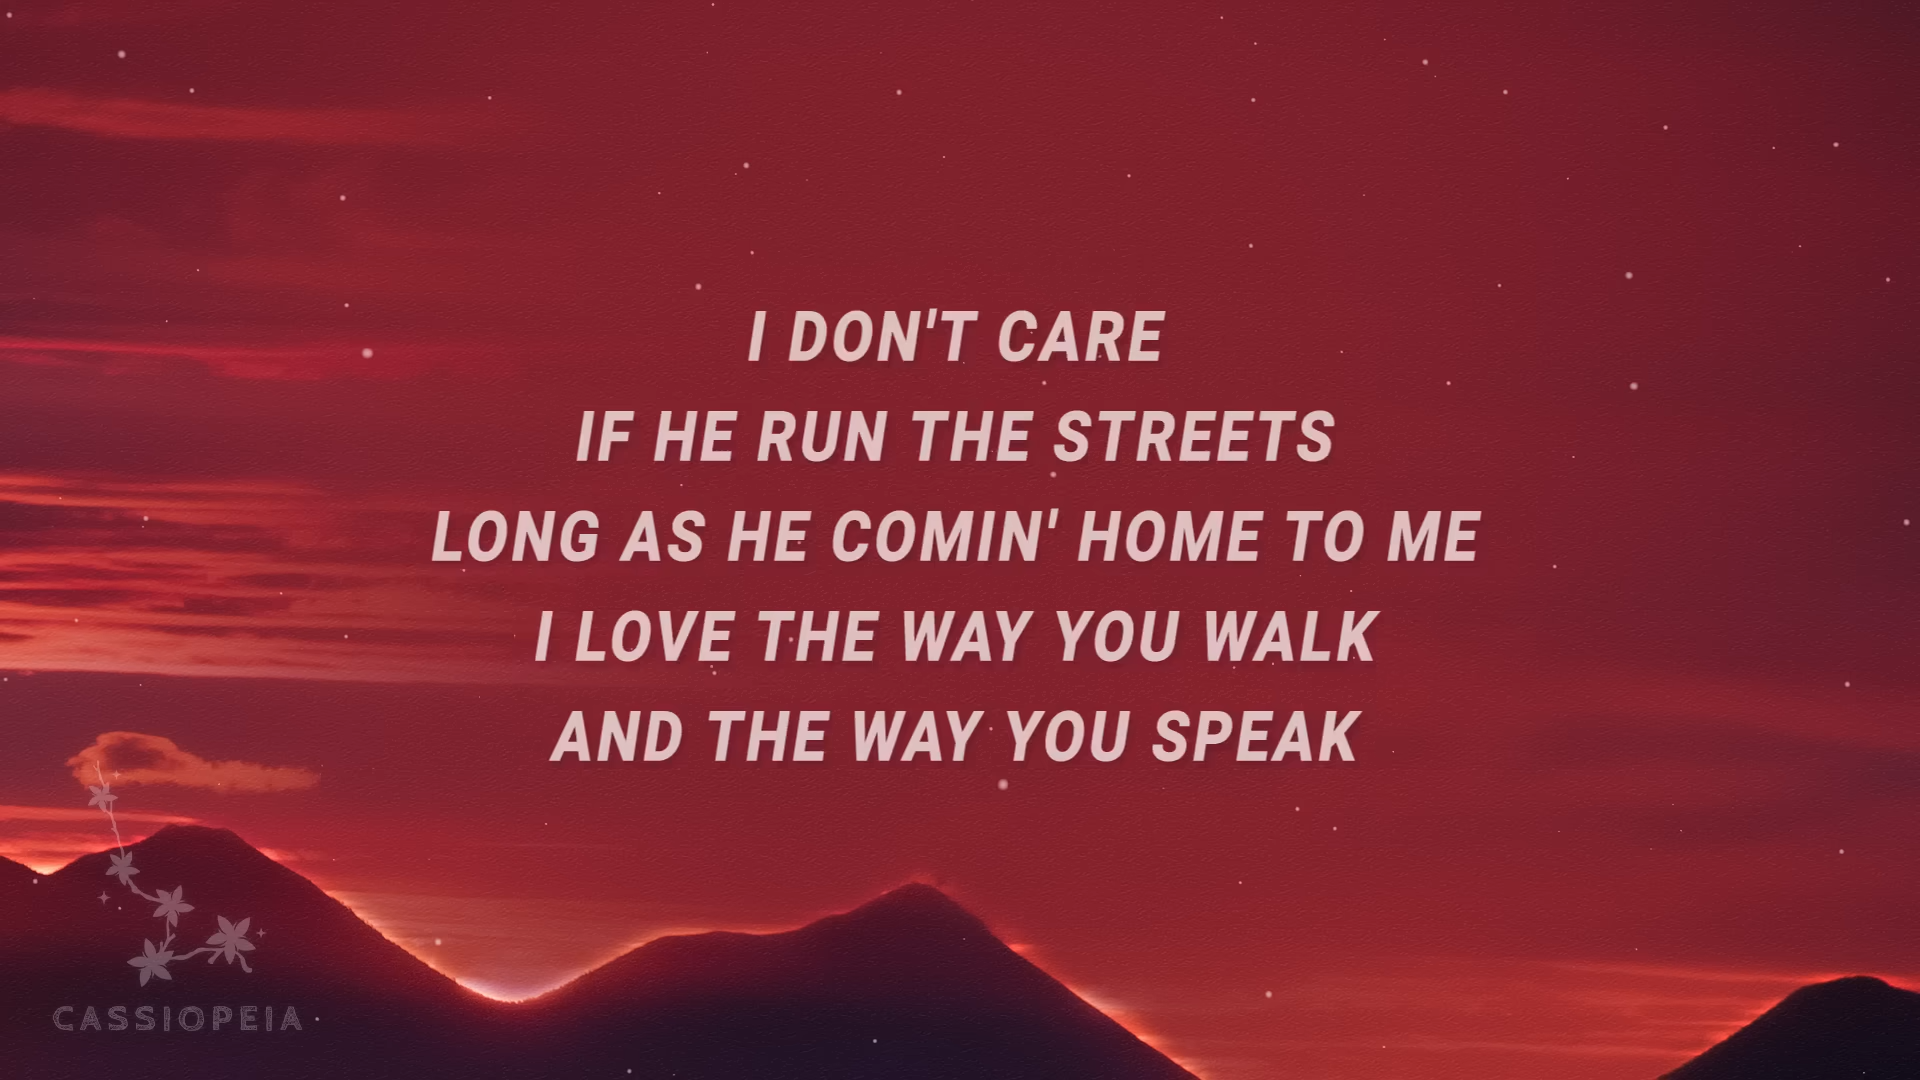 I DON'T CARE
IF HE RUN THE STREETS
LONG AS HE COMIN' HOME TO ME
I LOVE THE WAY YOU WALK
AND THE WAY YOU SPEAK
CASSIOPEIA